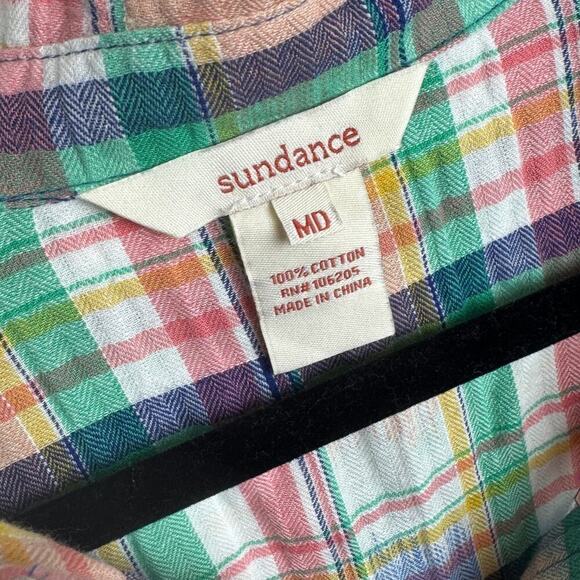 sundance
MD
100% COTTON
RN# 106205
MADE IN CHINA